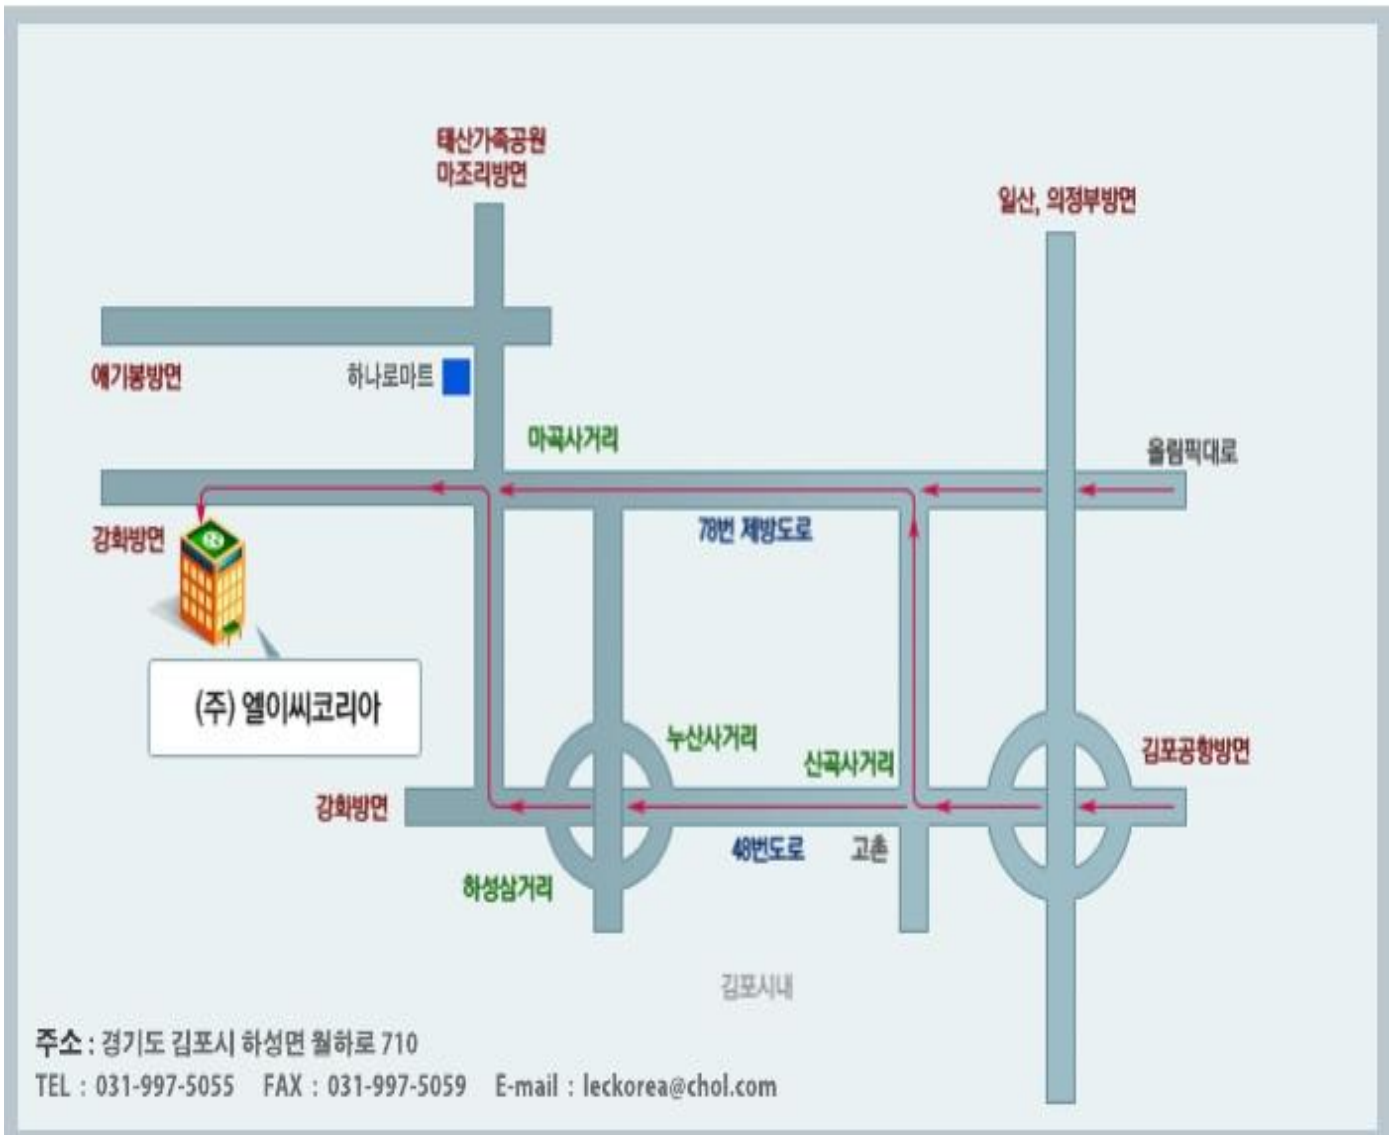 태산가족공원
마조리방면
일산, 의정부방면
애기봉방면
하나로마트
마곡사거리
올림픽대로
강화방면
78번 제방도로
(주) 엘이씨코리아
누산사거리
신곡사거리
김포공항방면
강화방면
48번도로
고촌
하성삼거리
김포시내
주소 : 경기도 김포시 하성면 월하로 710
TEL : 031-997-5055 FAX : 031-997-5059 E-mail : leckorea@chol.com